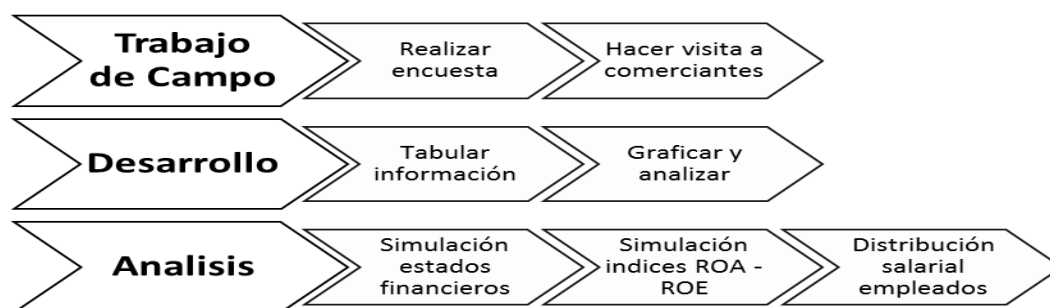 Trabajo
de Campo
Realizar
encuesta
Hacer visita a
comerciantes
Desarrollo
Tabular
información
Graficar y
analizar
Analisis
Simulación
estados
financieros
Simulación
indices ROA -
ROE
Distribución
salarial
empleados